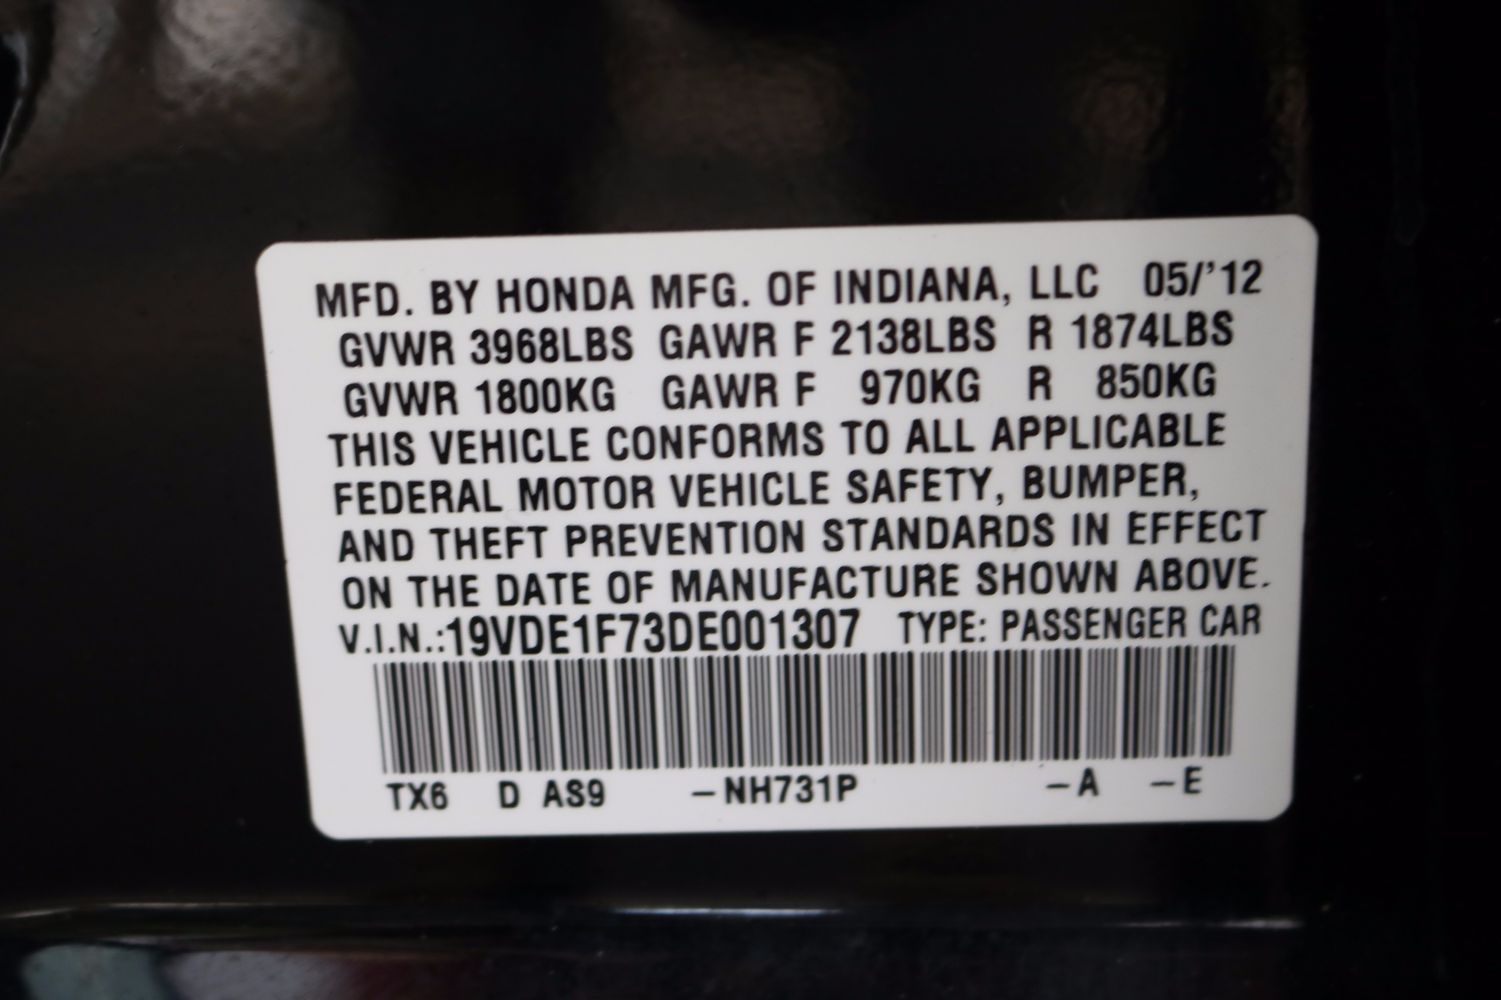 MFD. BY HONDA MFG. OF INDIANA, LLC 05/'12
GVWR 3968LBS GAWR F 2138LBS R 1874LBS
GVWR 1800KG GAWR F 970KG R 850KG
THIS VEHICLE CONFORMS TO ALL APPLICABLE
FEDERAL MOTOR VEHICLE SAFETY, BUMPER,
AND THEFT PREVENTION STANDARDS IN EFFECT
ON THE DATE OF MANUFACTURE SHOWN ABOVE.
V.I.N.:19VDE1F73DE001307 TYPE: PASSENGER CAR
TX6 D AS9 –NH731P –A –E